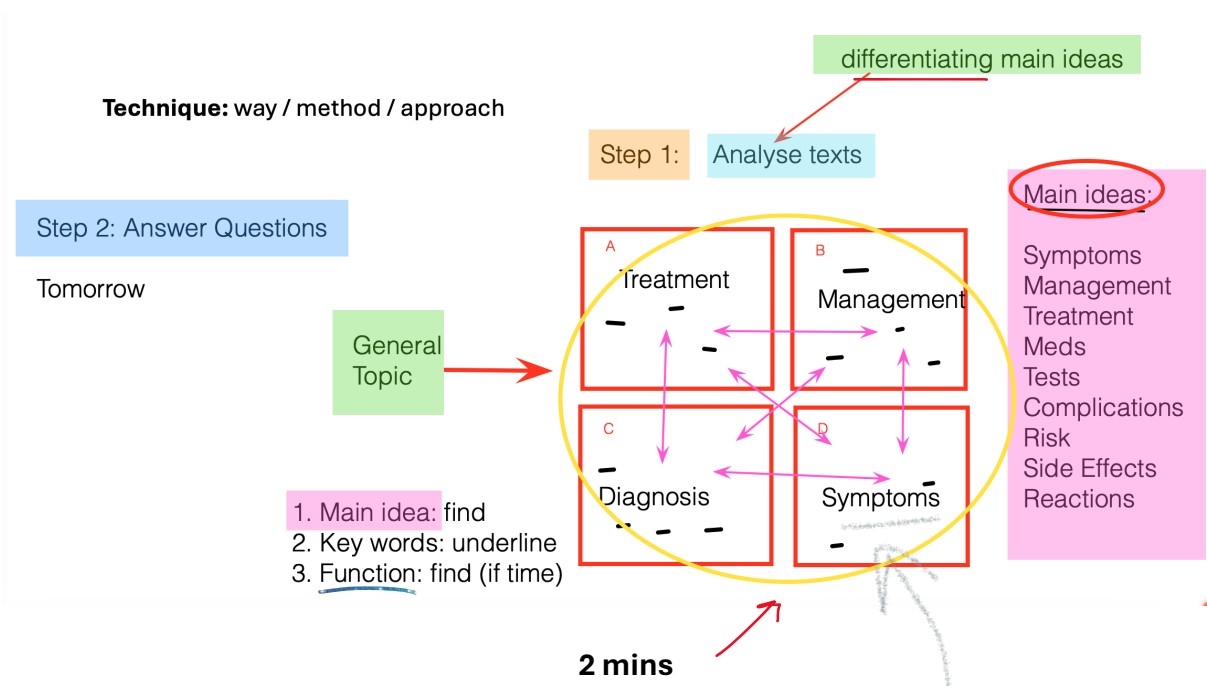 differentiating main ideas
Technique: way / method / approach
Step 1:
Analyse texts
Main ideas:
Step 2: Answer Questions
Tomorrow
General
Topic
A
Treatment
B
Management
C
Diagnosis
D
Symptoms
Symptoms
Management
Treatment
Meds
Tests
Complications
Risk
Side Effects
Reactions
1. Main idea: find
2. Key words: underline
3. Function: find (if time)
2 mins